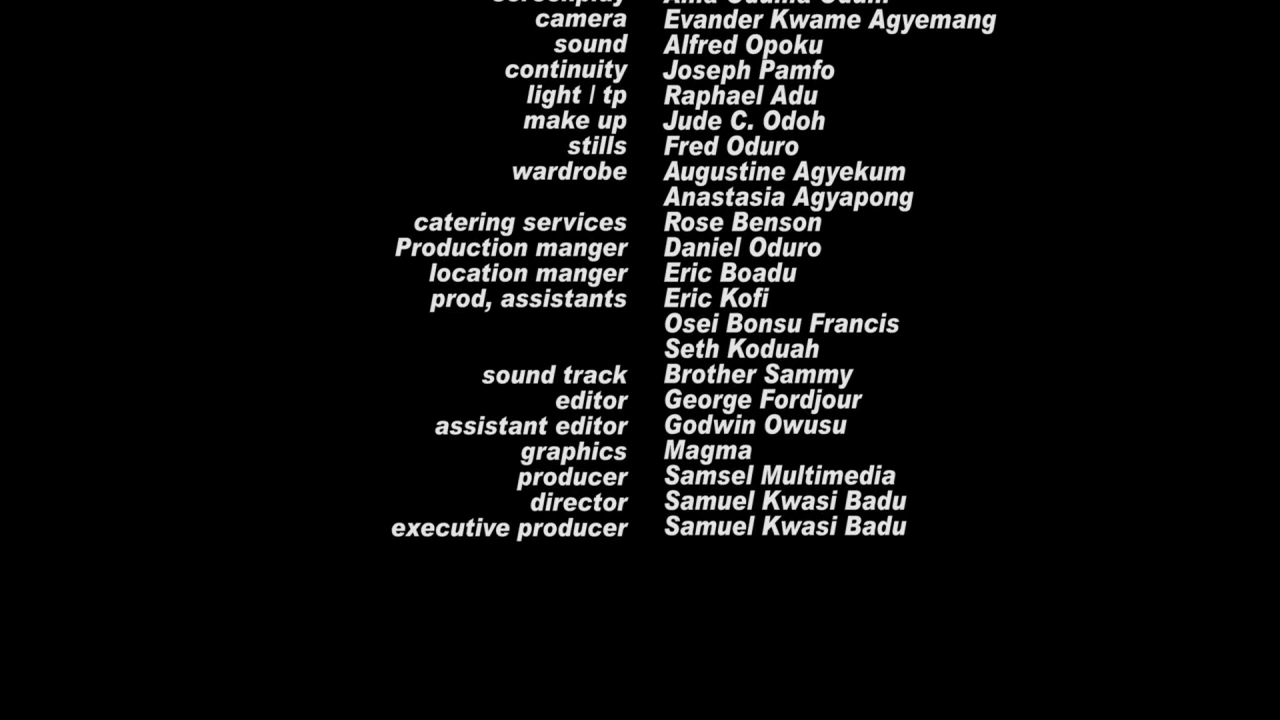 camera Evander Kwame Agyemang
sound Alfred Opoku
continuity Joseph Pamfo
light / tp Raphael Adu
make up Jude C. Odoh
stills Fred Oduro
wardrobe Augustine Agyekum
Anastasia Agyapong
catering services Rose Benson
Production manger Daniel Oduro
location manger Eric Boadu
prod, assistants Eric Kofi
Osei Bonsu Francis
Seth Koduah
sound track Brother Sammy
editor George Fordjour
assistant editor Godwin Owusu
graphics Magma
producer Samsel Multimedia
director Samuel Kwasi Badu
executive producer Samuel Kwasi Badu